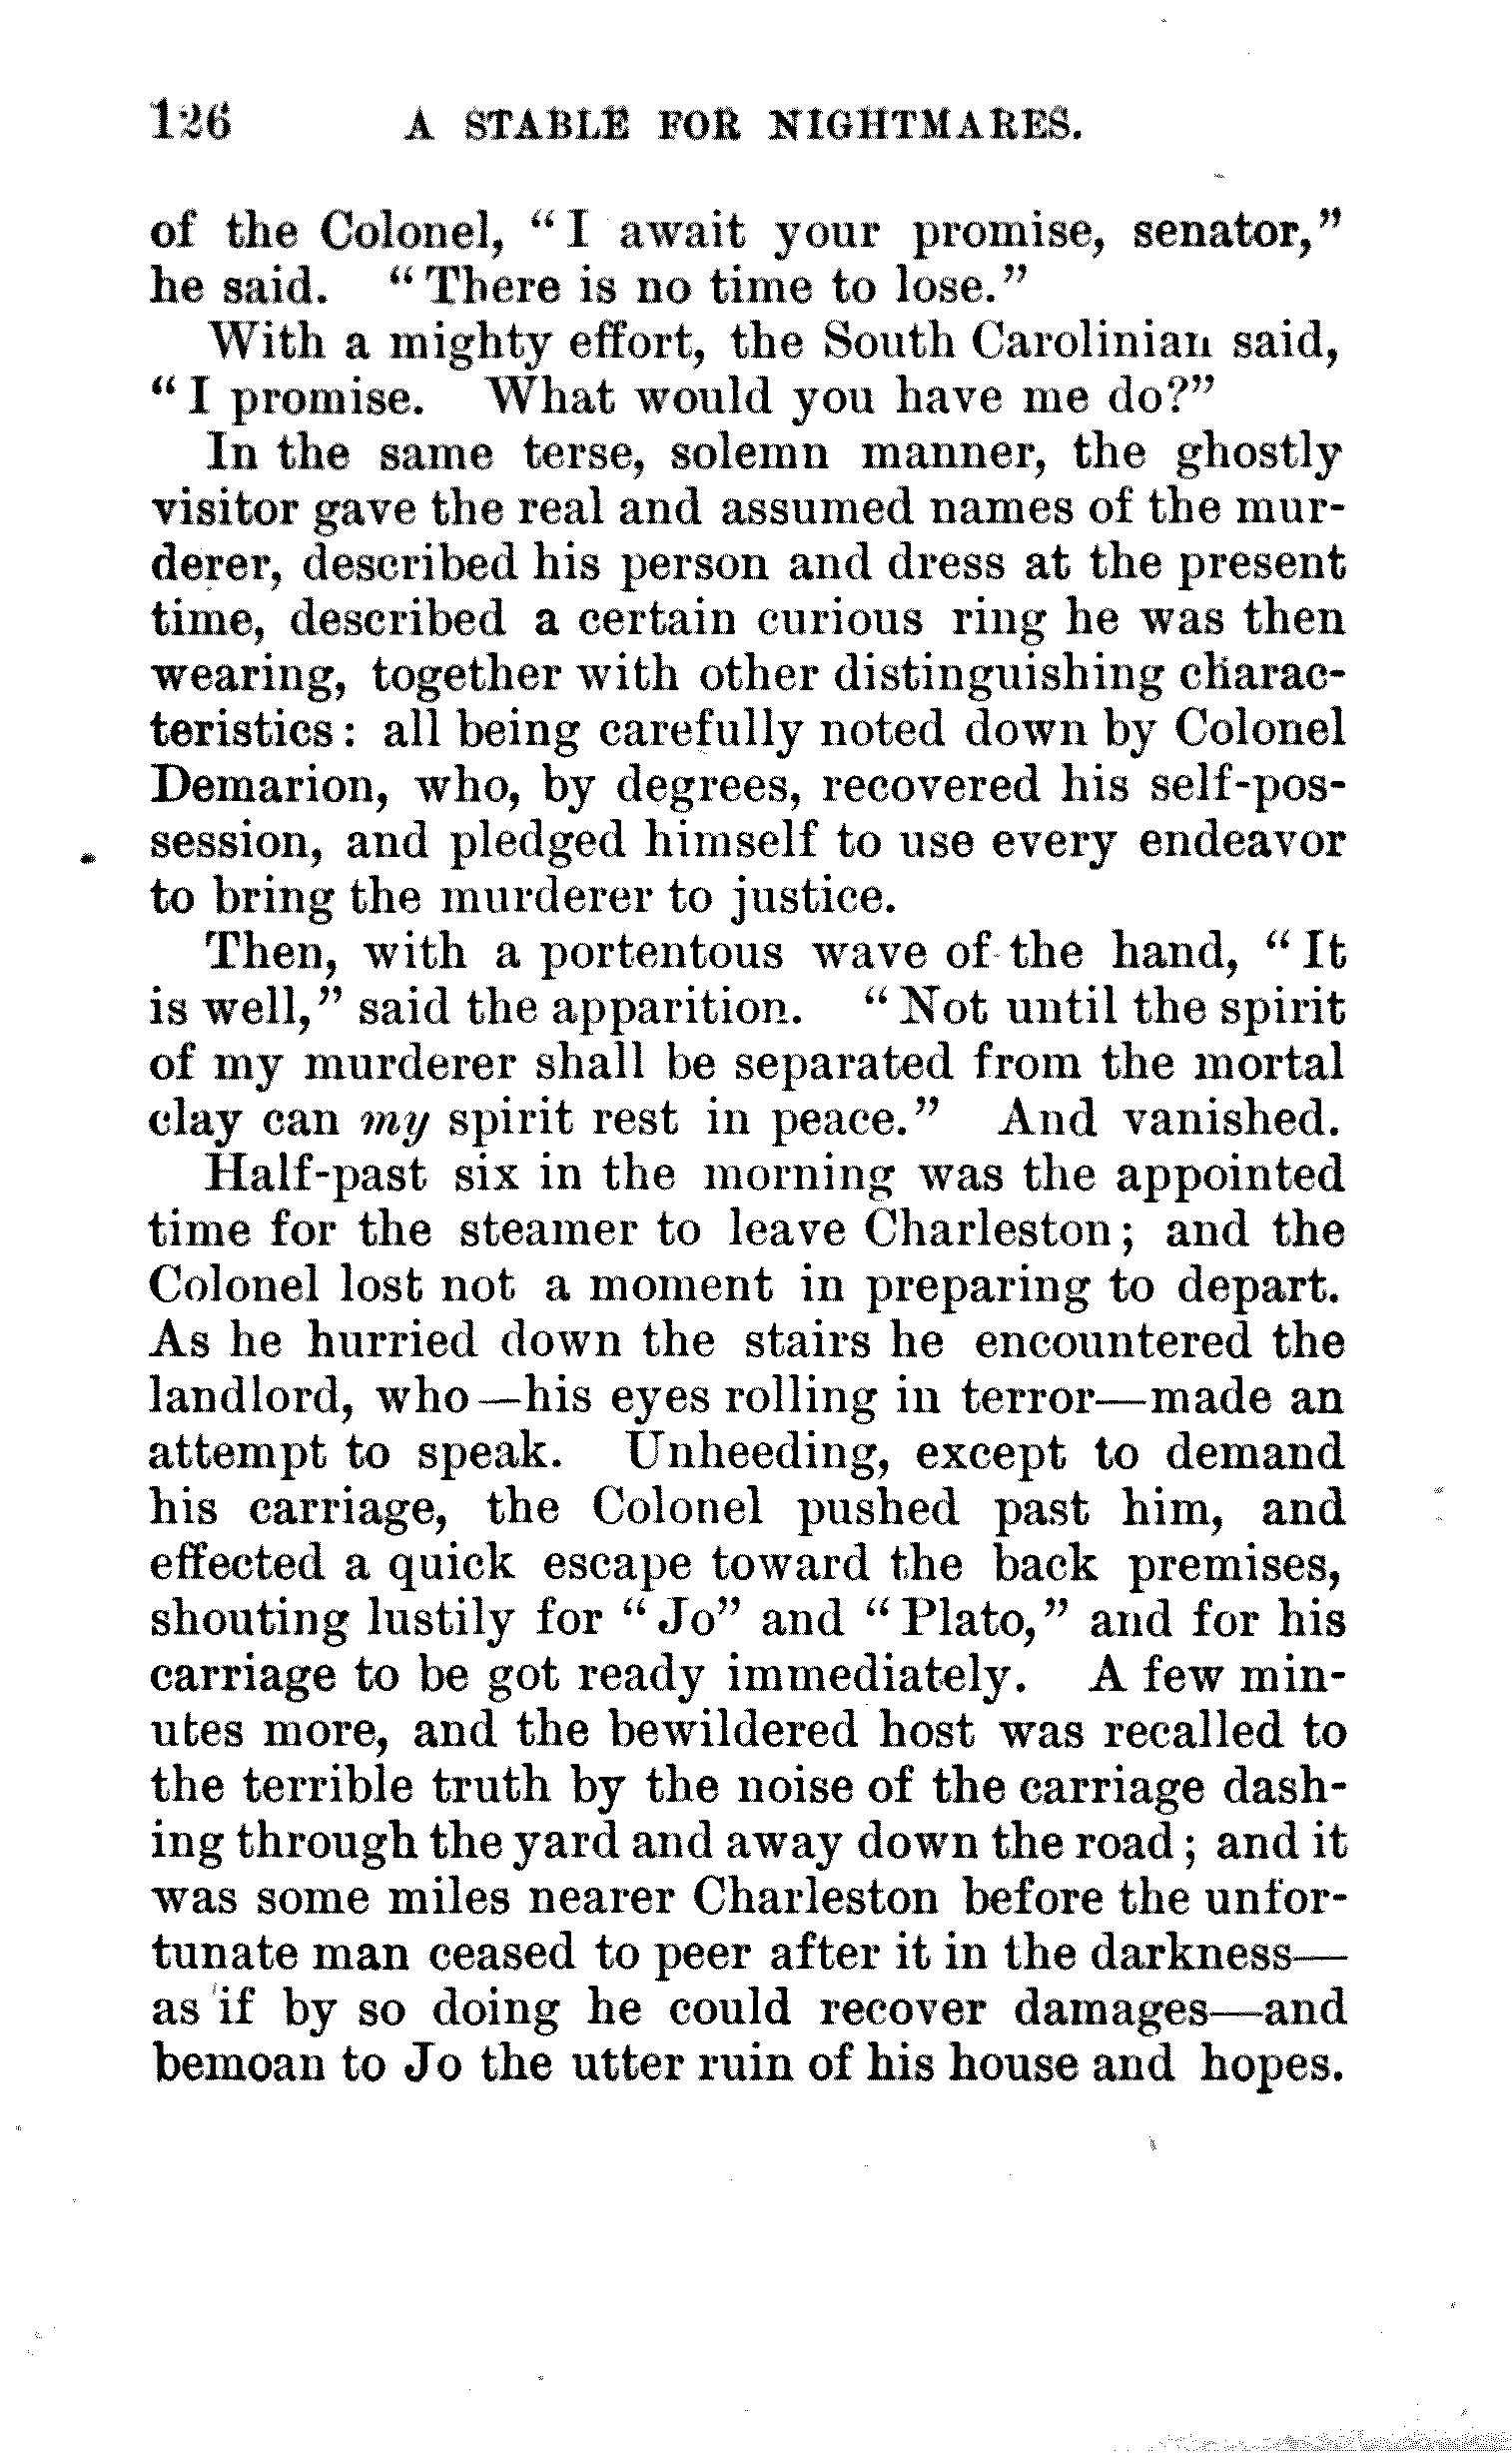 126 A STABLE FOR NIGHTMARES.
of the Colonel, “I await your promise, senator,”
he said. “There is no time to lose.”
With a mighty effort, the South Carolinian said,
“I promise. What would you have me do?”
In the same terse, solemn manner, the ghostly
visitor gave the real and assumed names of the mur-
derer, described his person and dress at the present
time, described a certain curious ring he was then
wearing, together with other distinguishing charac-
teristics: all being carefully noted down by Colonel
Demarion, who, by degrees, recovered his self-pos-
session, and pledged himself to use every endeavor
to bring the murderer to justice.
Then, with a portentous wave of the hand, “It
is well,” said the apparition. “Not until the spirit
of my murderer shall be separated from the mortal
clay can my spirit rest in peace.” And vanished.
Half-past six in the morning was the appointed
time for the steamer to leave Charleston; and the
Colonel lost not a moment in preparing to depart.
As he hurried down the stairs he encountered the
landlord, who—his eyes rolling in terror—made an
attempt to speak. Unheeding, except to demand
his carriage, the Colonel pushed past him, and
effected a quick escape toward the back premises,
shouting lustily for “Jo” and “Plato,” and for his
carriage to be got ready immediately. A few min-
utes more, and the bewildered host was recalled to
the terrible truth by the noise of the carriage dash-
ing through the yard and away down the road; and it
was some miles nearer Charleston before the unfor-
tunate man ceased to peer after it in the darkness—
as if by so doing he could recover damages—and
bemoan to Jo the utter ruin of his house and hopes.